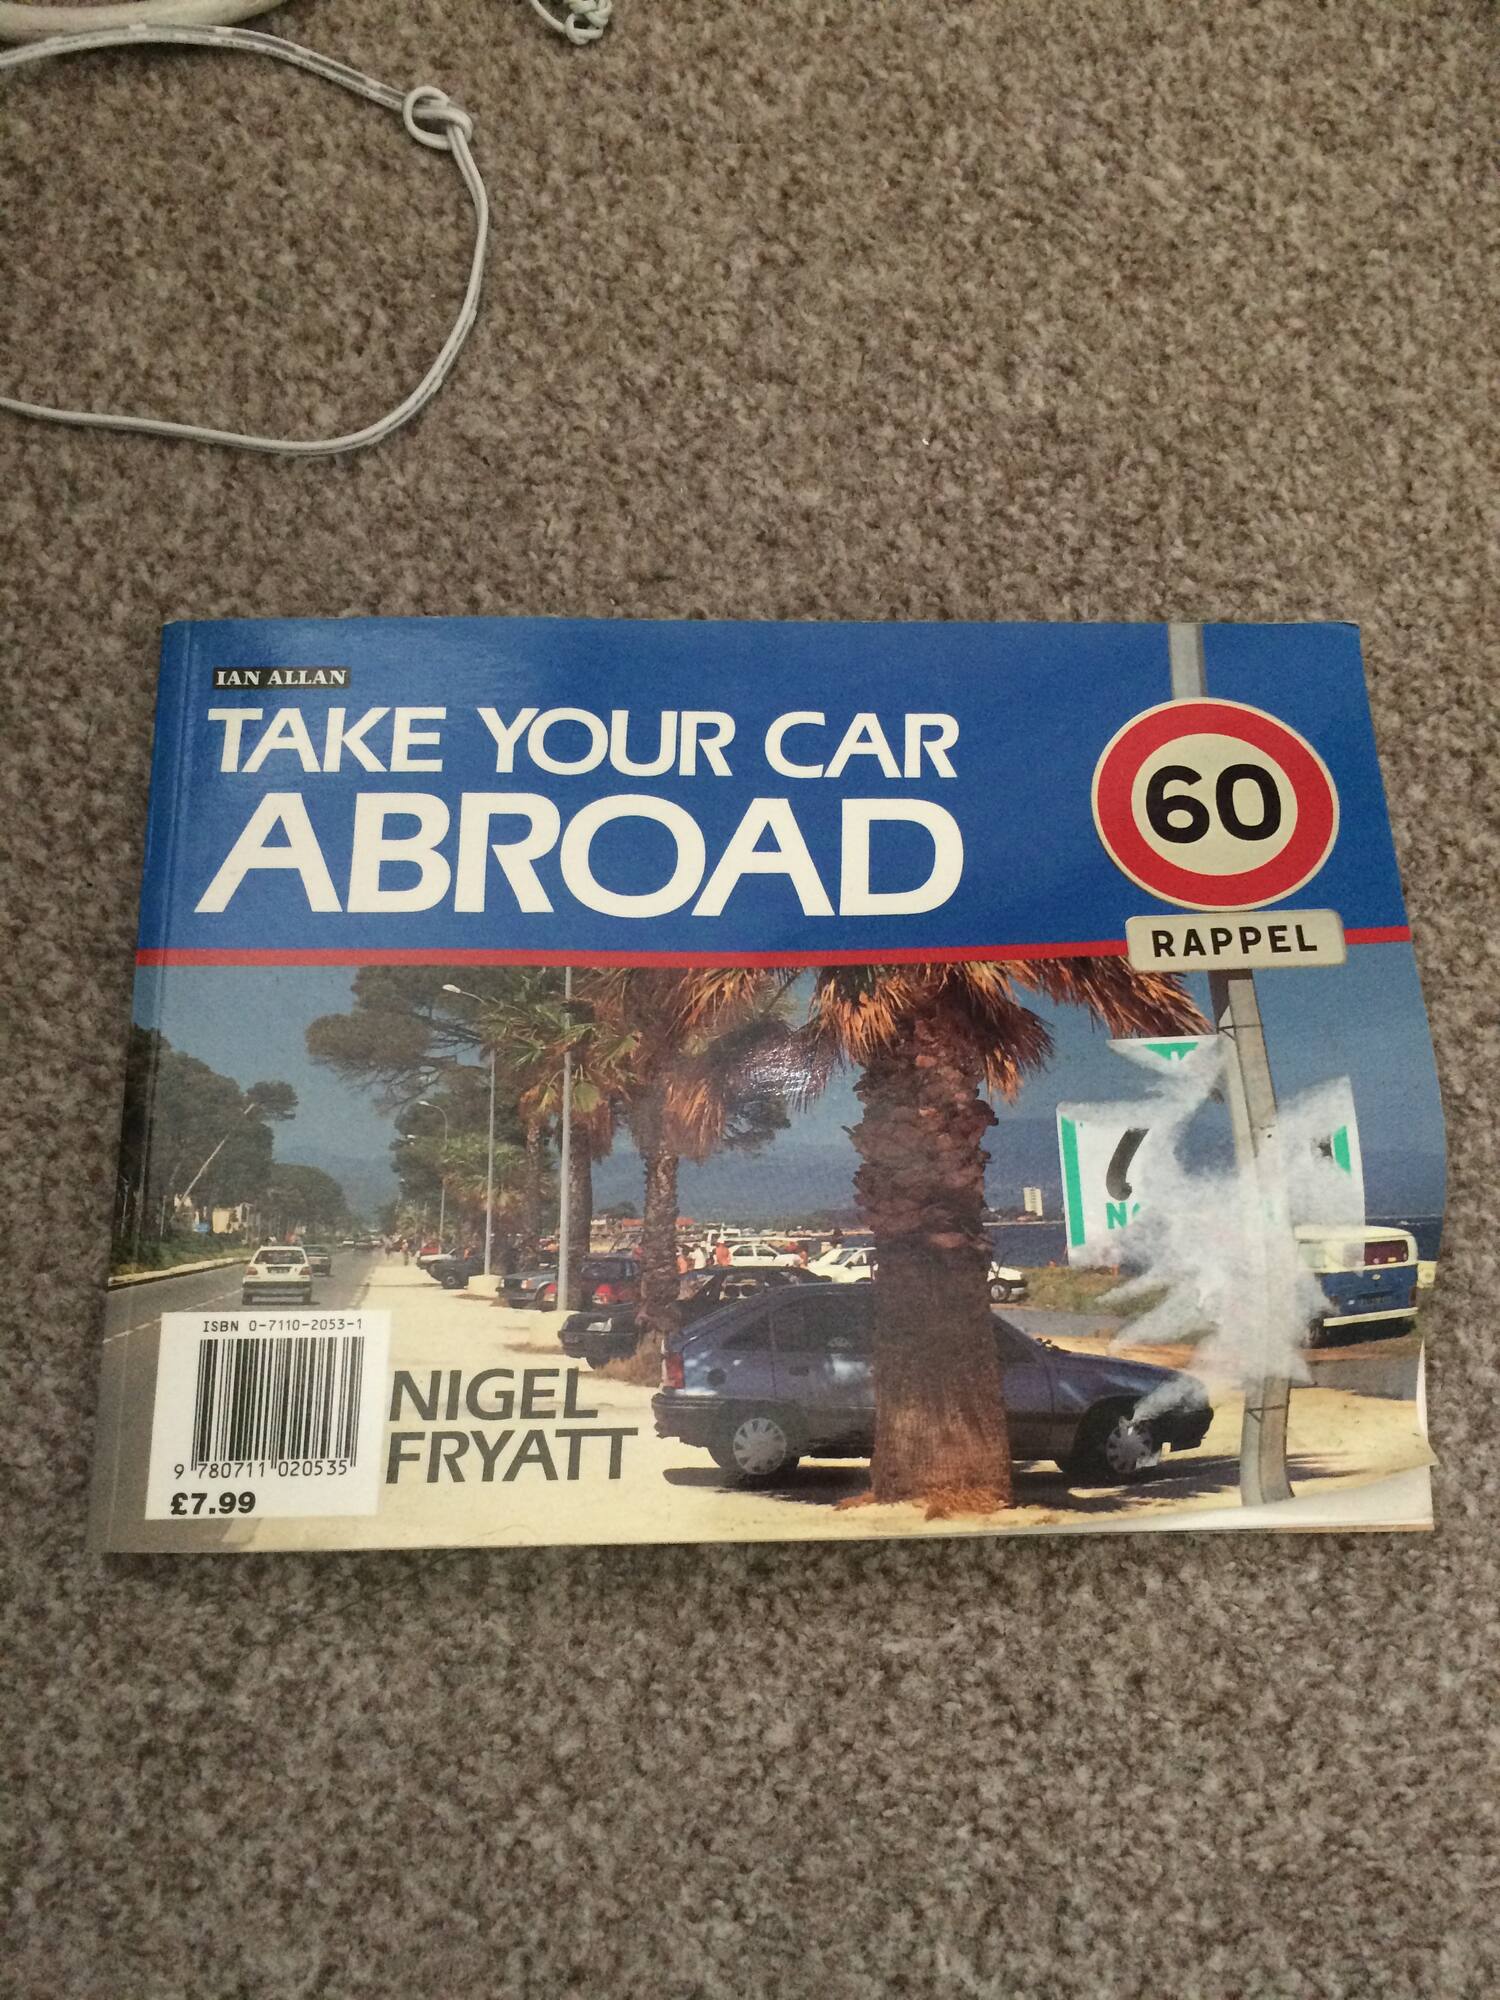 IAN ALLAN
TAKE YOUR CAR
ABROAD
60
RAPPEL
ISBN 0-7110-2053-1
9 780711 020535
£7.99
NIGEL
FRYATT